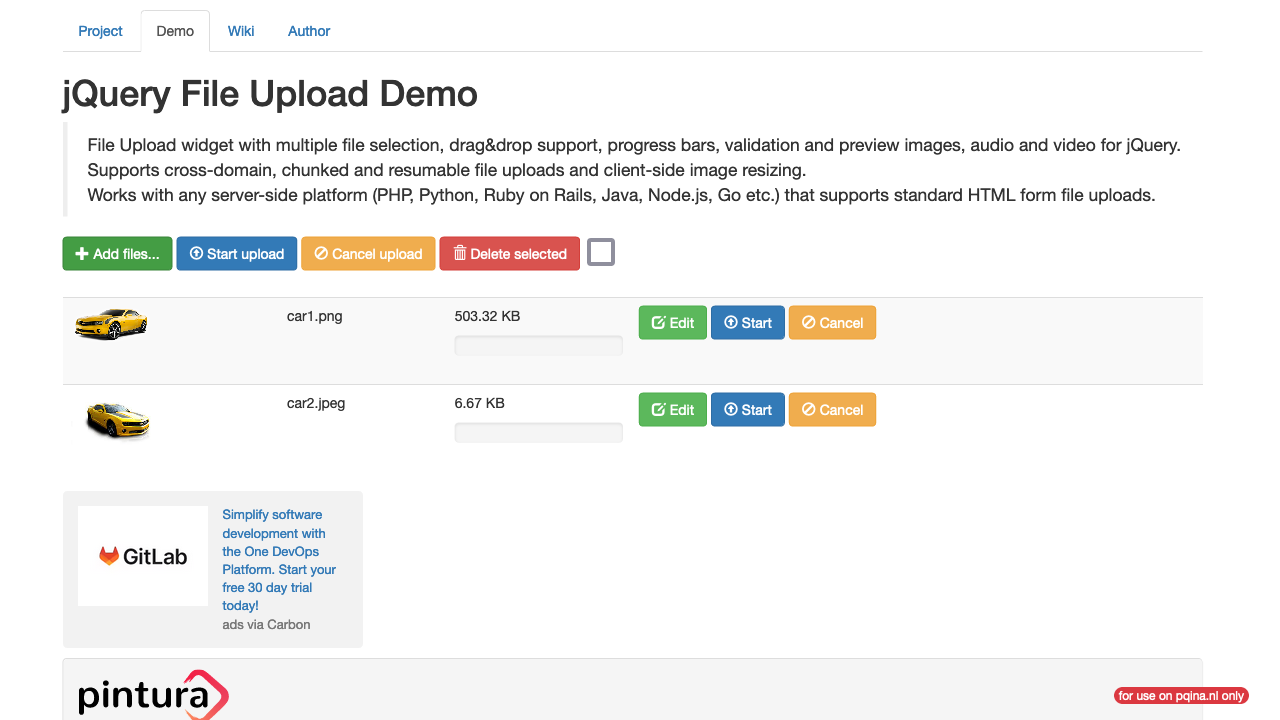 Project Demo Wiki Author
jQuery File Upload Demo
File Upload widget with multiple file selection, drag&drop support, progress bars, validation and preview images, audio and video for jQuery.
Supports cross-domain, chunked and resumable file uploads and client-side image resizing.
Works with any server-side platform (PHP, Python, Ruby on Rails, Java, Node.js, Go etc.) that supports standard HTML form file uploads.
Add files... Start upload Cancel upload Delete selected
car1.png 503.32 KB Edit Start Cancel
car2.jpeg 6.67 KB Edit Start Cancel
GitLab
Simplify software
development with
the One DevOps
Platform. Start your
free 30 day trial
today!
ads via Carbon
pintura
for use on pqina.nl only